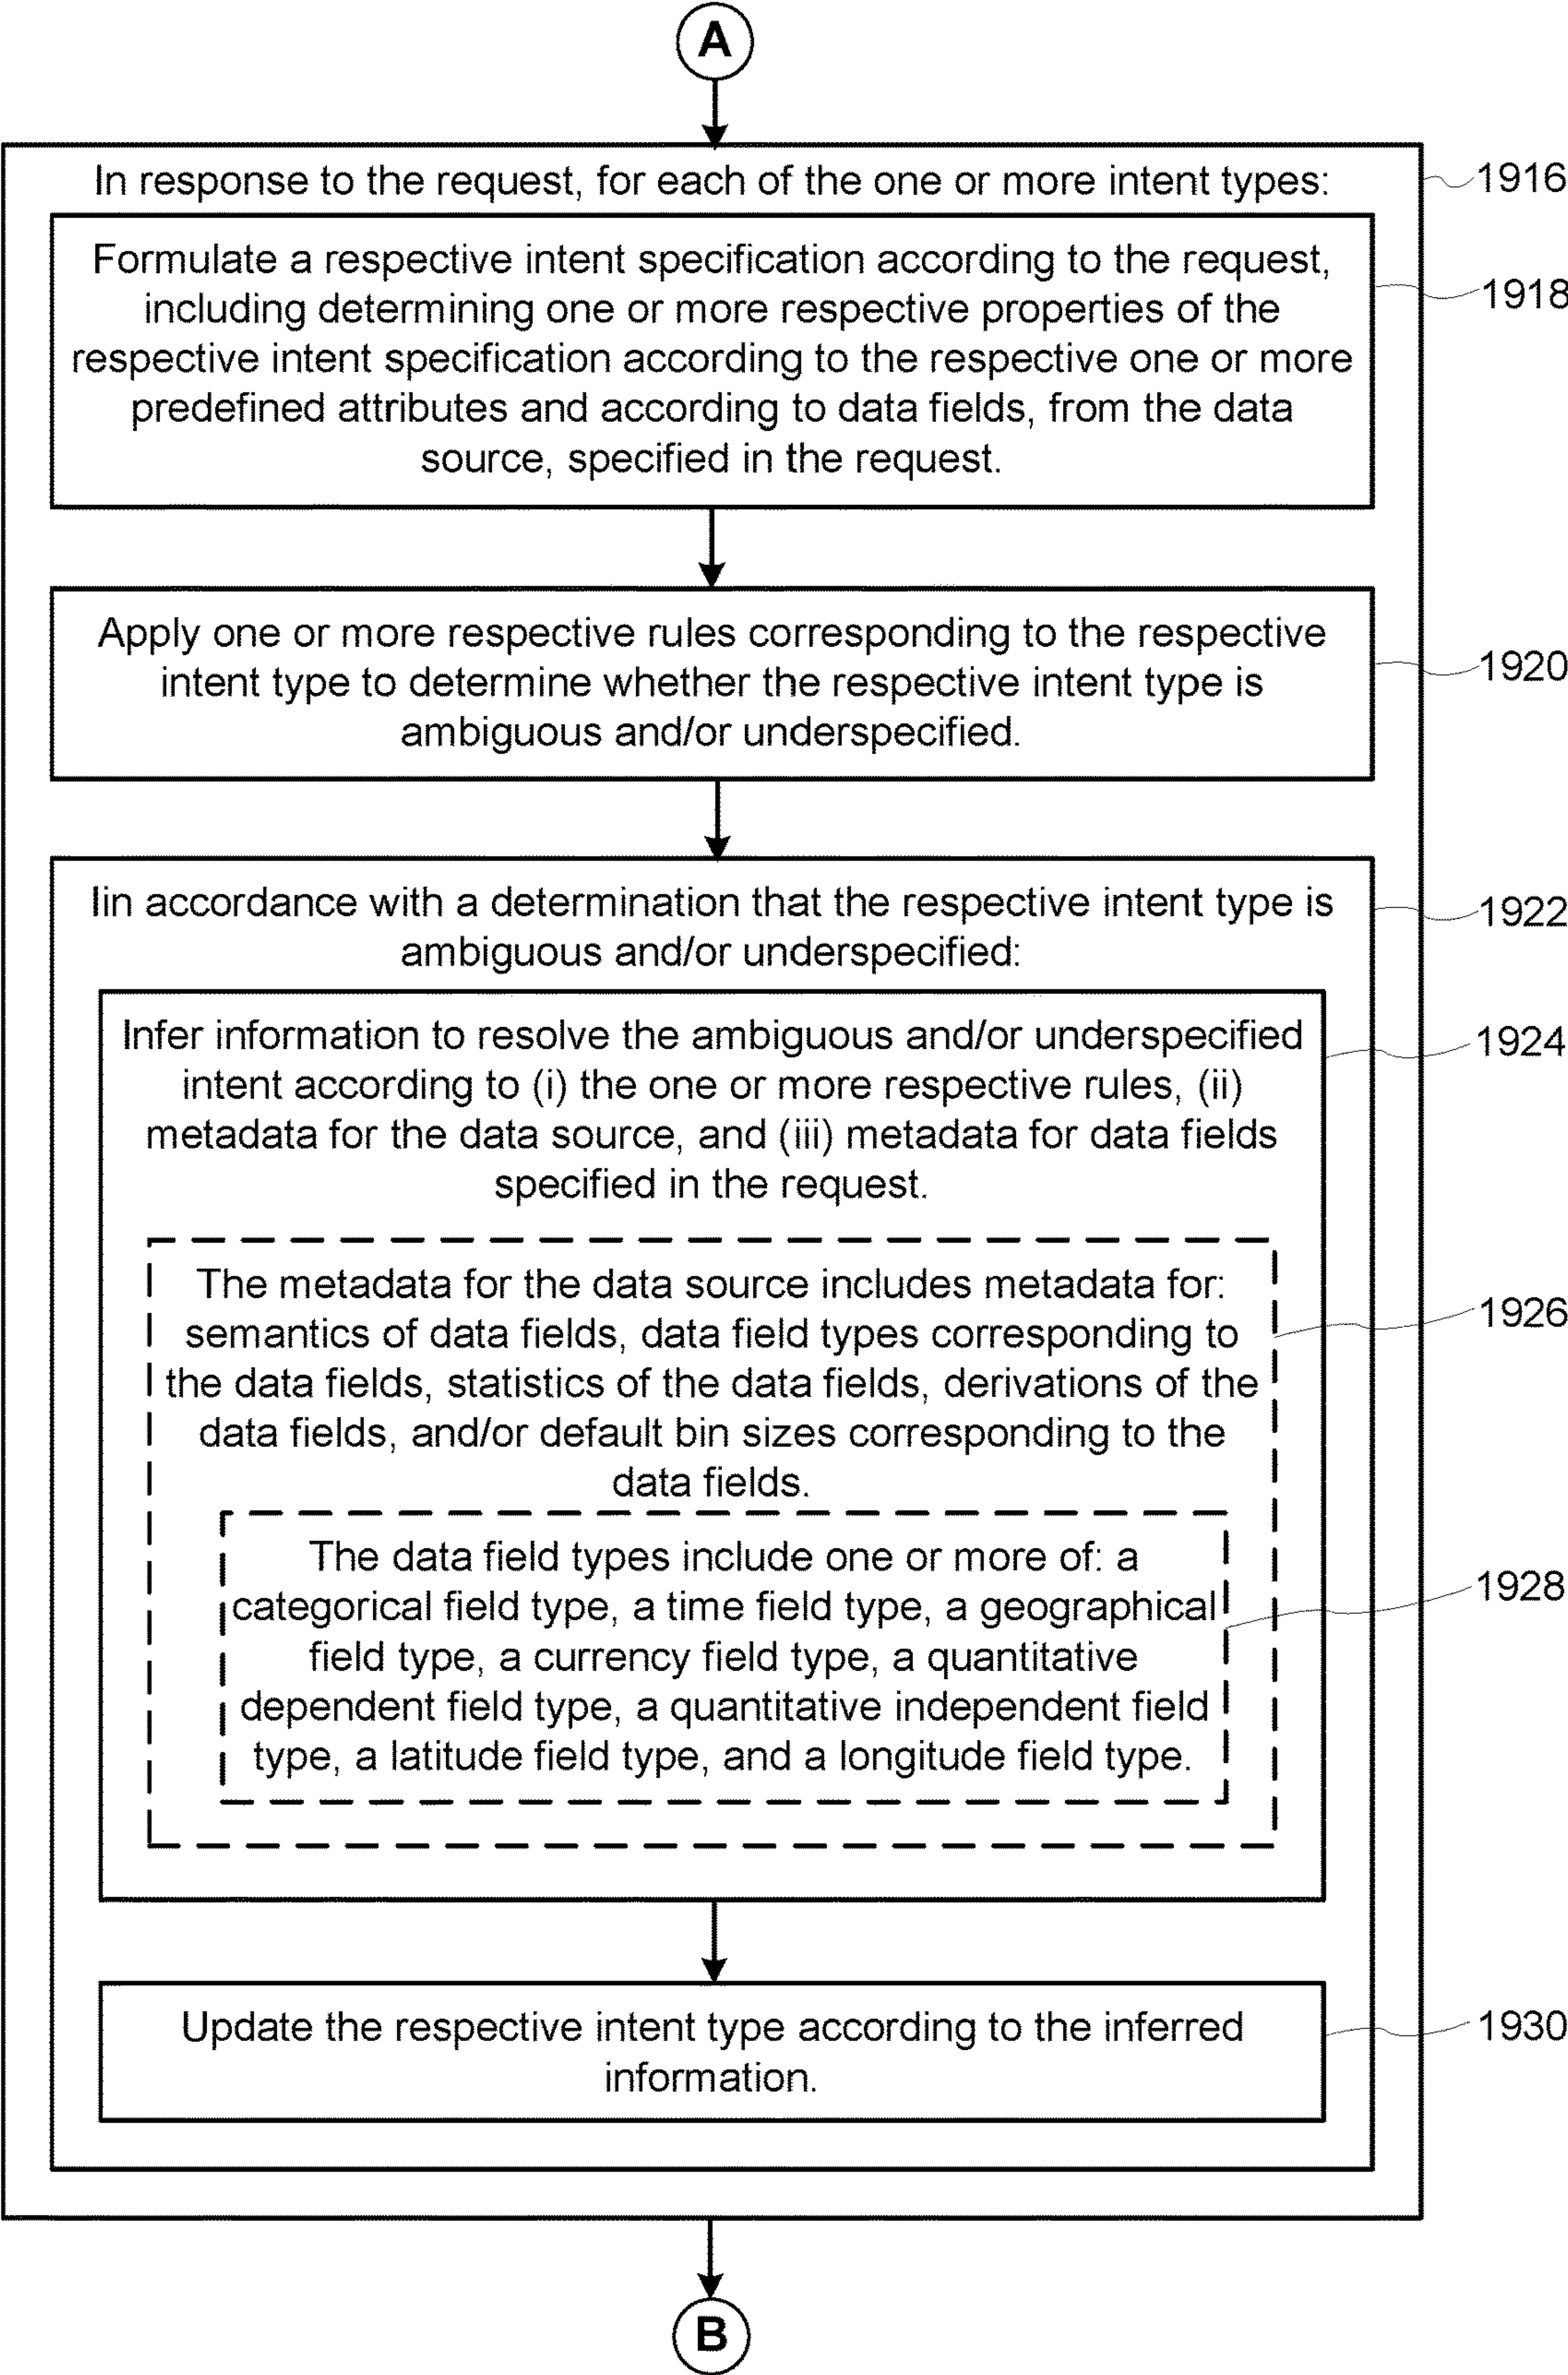 A
In response to the request, for each of the one or more intent types:
1916
Formulate a respective intent specification according to the request,
including determining one or more respective properties of the
respective intent specification according to the respective one or more
predefined attributes and according to data fields, from the data
source, specified in the request.
1918
Apply one or more respective rules corresponding to the respective
intent type to determine whether the respective intent type is
ambiguous and/or underspecified.
1920
Iin accordance with a determination that the respective intent type is
ambiguous and/or underspecified:
1922
Infer information to resolve the ambiguous and/or underspecified
intent according to (i) the one or more respective rules, (ii)
metadata for the data source, and (iii) metadata for data fields
specified in the request.
1924
The metadata for the data source includes metadata for:
semantics of data fields, data field types corresponding to
the data fields, statistics of the data fields, derivations of the
data fields, and/or default bin sizes corresponding to the
data fields.
1926
The data field types include one or more of: a
categorical field type, a time field type, a geographical
field type, a currency field type, a quantitative
dependent field type, a quantitative independent field
type, a latitude field type, and a longitude field type.
1928
Update the respective intent type according to the inferred
information.
1930
B